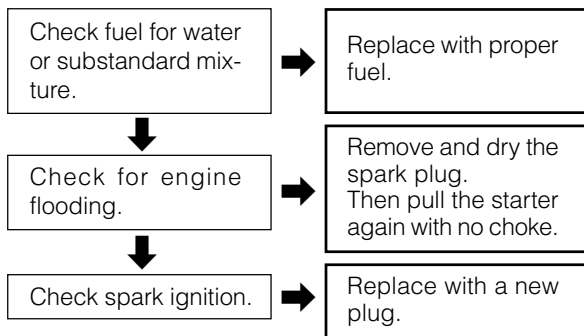 Check fuel for water
or substandard mix-
ture.
Replace with proper
fuel.
Check for engine
flooding.
Remove and dry the
spark plug.
Then pull the starter
again with no choke.
Check spark ignition.
Replace with a new
plug.